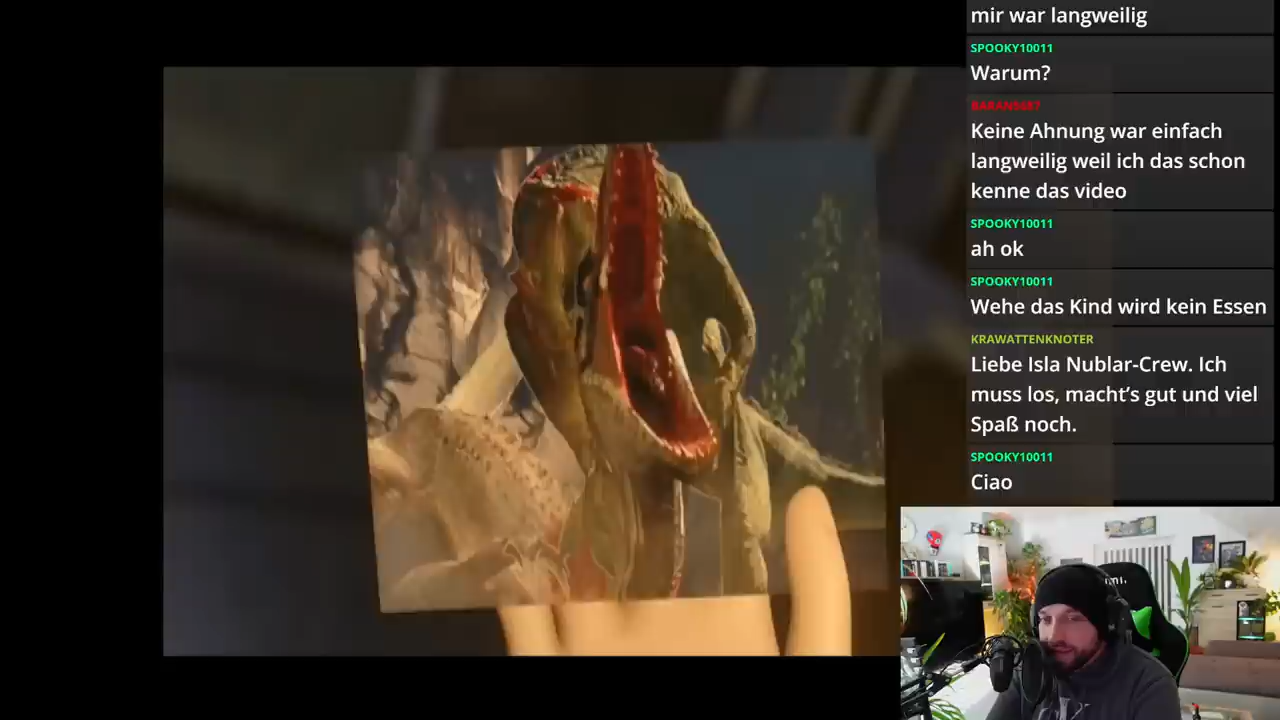 mir war langweilig
SPOOKY10011
Warum?
Keine Ahnung war einfach
langweilig weil ich das schon
kenne das video
SPOOKY10011
ah ok
SPOOKY10011
Wehe das Kind wird kein Essen
KRAWATTENKNOTER
Liebe Isla Nublar-Crew. Ich
muss los, macht’s gut und viel
Spaß noch.
SPOOKY10011
Ciao